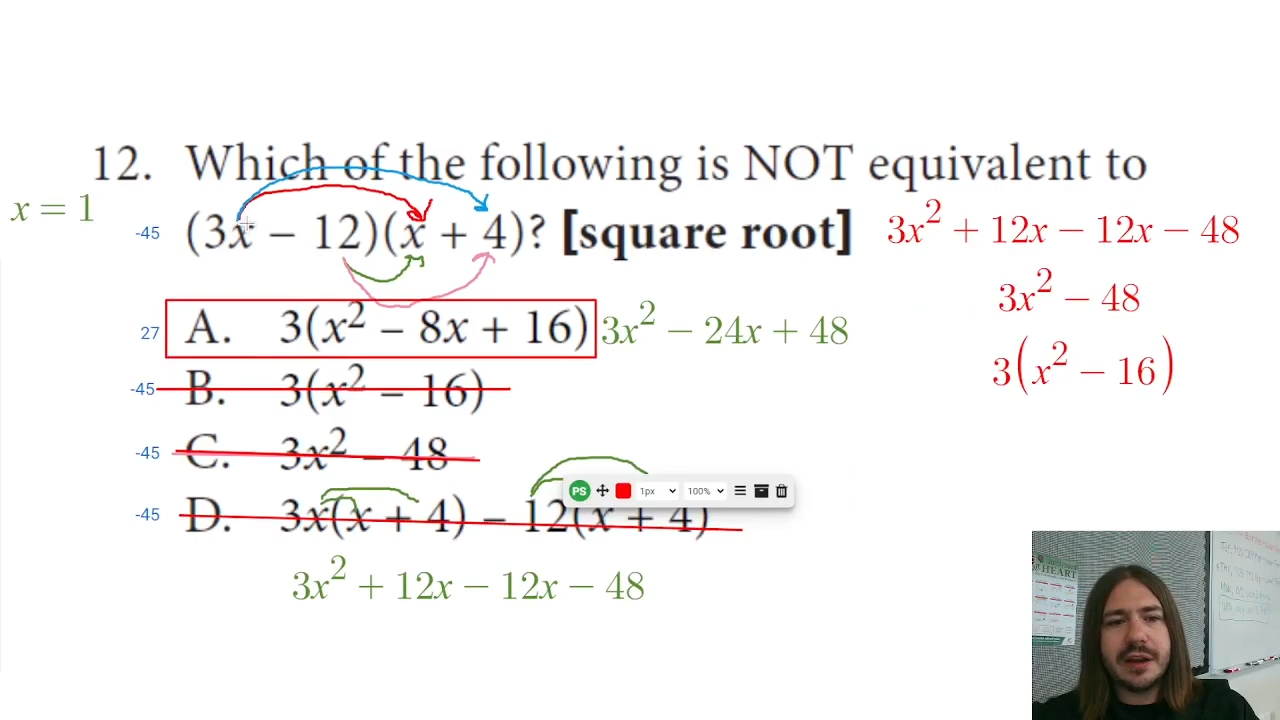 12. Which of the following is NOT equivalent to
x = 1
-45 (3x – 12)(x + 4)? [square root] 3x² + 12x − 12x − 48
3x² − 48
27 A. 3(x² – 8x + 16) 3x² − 24x + 48
3(x² − 16)
-45 B. 3(x² – 16)
-45 C. 3x² – 48
PS 1px 100%
-45 D. 3x(x + 4) – 12(x + 4)
3x² + 12x − 12x − 48
HEART